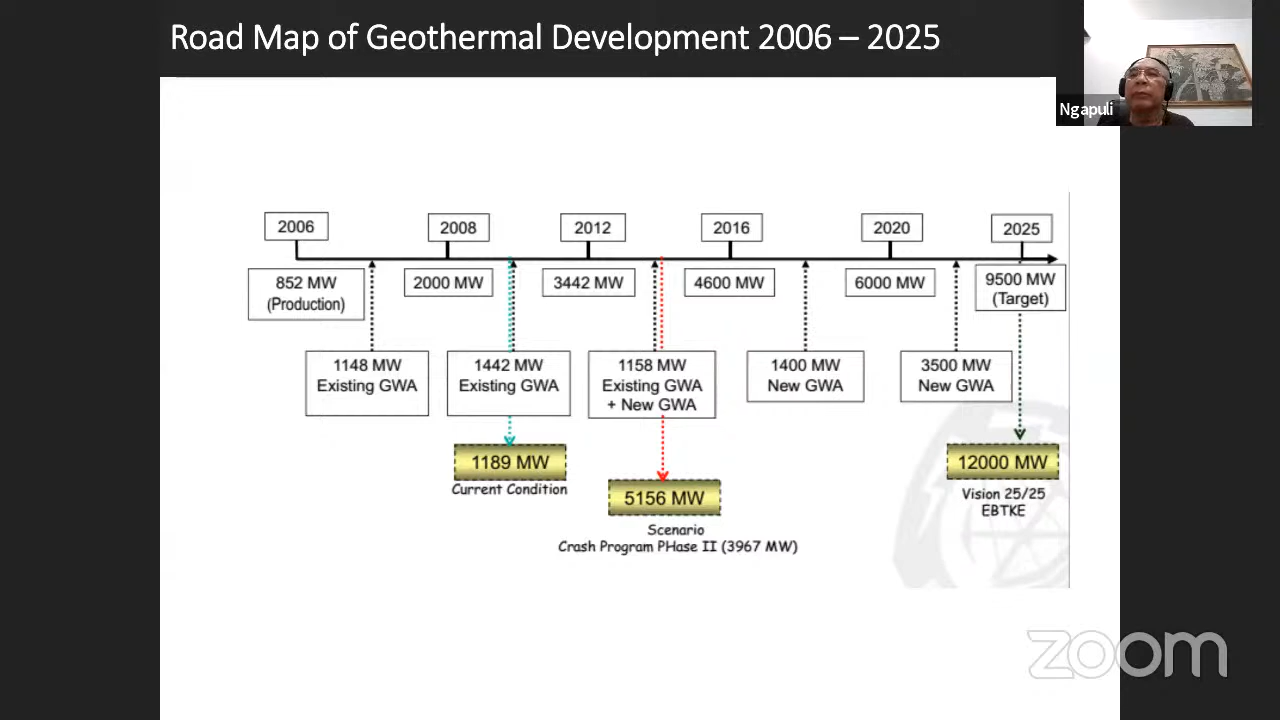 Road Map of Geothermal Development 2006 – 2025
Ngapuli
2006
2008
2012
2016
2020
2025
852 MW
(Production)
2000 MW
3442 MW
4600 MW
6000 MW
9500 MW
(Target)
1148 MW
Existing GWA
1442 MW
Existing GWA
1158 MW
Existing GWA
+ New GWA
1400 MW
New GWA
3500 MW
New GWA
1189 MW
Current Condition
5156 MW
Scenario
Crash Program PHase II (3967 MW)
12000 MW
Vision 25/25
EBTKE
zoom